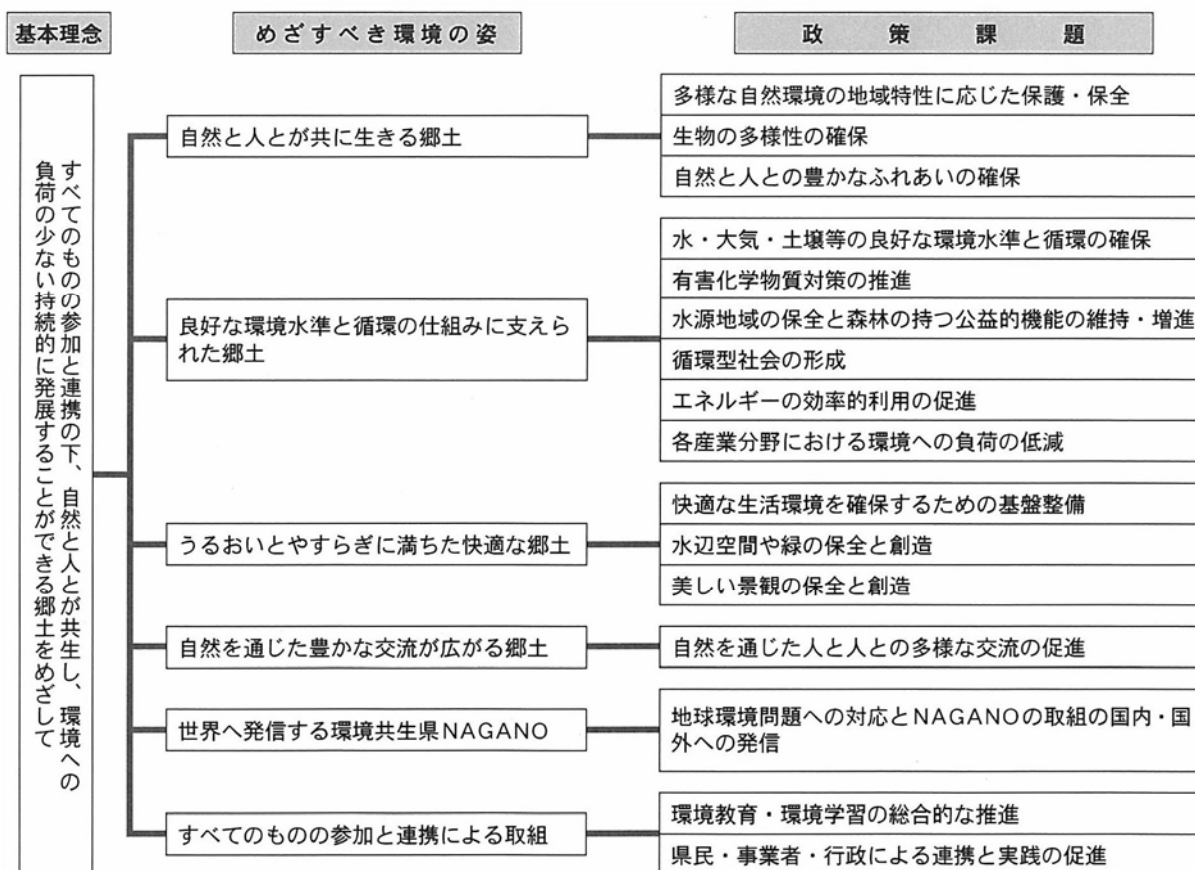 基本理念
めざすべき環境の姿
政策課題
すべてのものの参加と連携の下、自然と人とが共生し、環境への
負荷の少ない持続的に発展することができる郷土をめざして
自然と人とが共に生きる郷土
多様な自然環境の地域特性に応じた保護・保全
生物の多様性の確保
自然と人との豊かなふれあいの確保
良好な環境水準と循環の仕組みに支えら
れた郷土
水・大気・土壌等の良好な環境水準と循環の確保
有害化学物質対策の推進
水源地域の保全と森林の持つ公益的機能の維持・増進
循環型社会の形成
エネルギーの効率的利用の促進
各産業分野における環境への負荷の低減
うるおいとやすらぎに満ちた快適な郷土
快適な生活環境を確保するための基盤整備
水辺空間や緑の保全と創造
美しい景観の保全と創造
自然を通じた豊かな交流が広がる郷土
自然を通じた人と人との多様な交流の促進
世界へ発信する環境共生県NAGANO
地球環境問題への対応とNAGANOの取組の国内・国
外への発信
すべてのものの参加と連携による取組
環境教育・環境学習の総合的な推進
県民・事業者・行政による連携と実践の促進